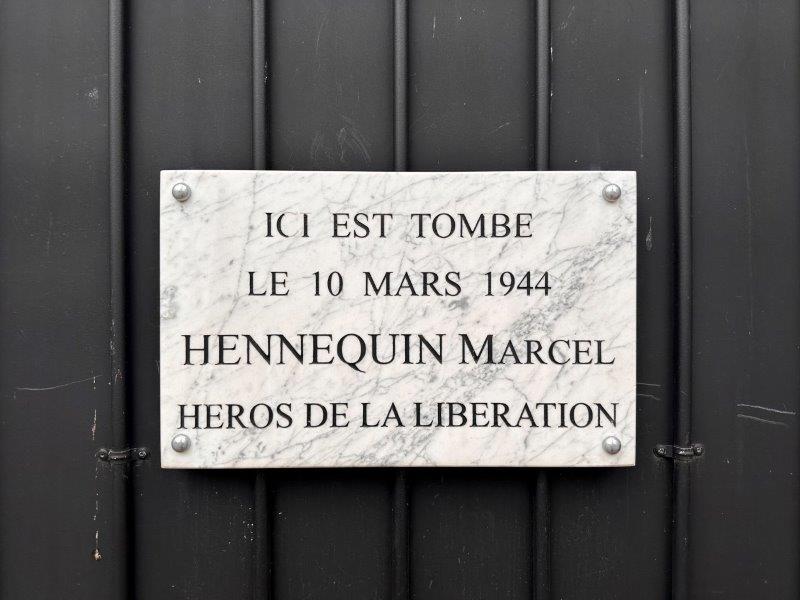 ICI EST TOMBE
LE 10 MARS 1944
HENNEQUIN MARCEL
HEROS DE LA LIBERATION